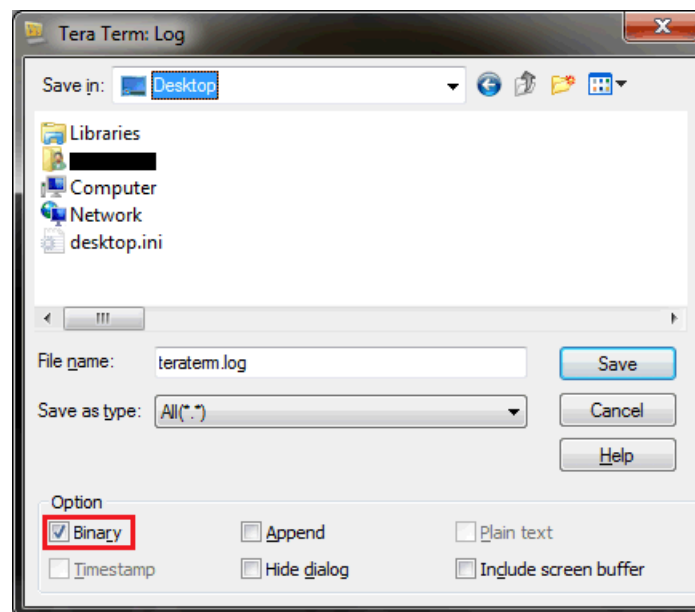 Tera Term: Log
Save in: Desktop
Libraries
Computer
Network
desktop.ini
File name: teraterm.log Save
Save as type: All(*.*) Cancel
Help
Option
Binary Append Plain text
Timestamp Hide dialog Include screen buffer